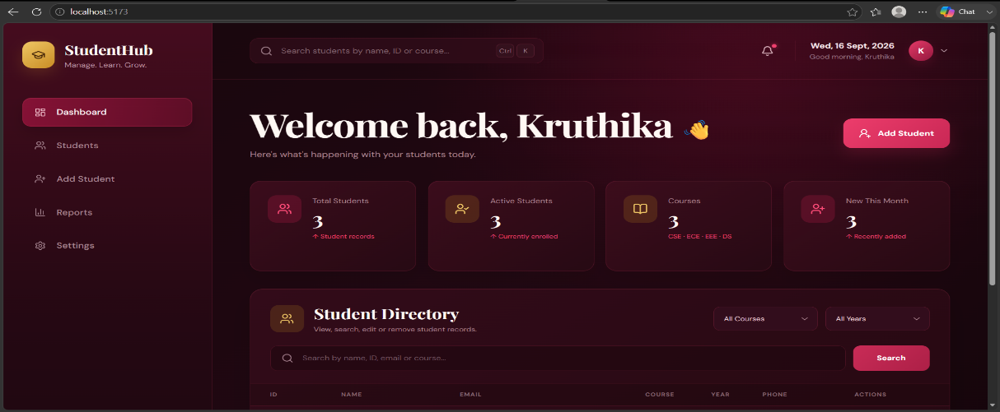 localhost:5173
Chat
StudentHub
Manage. Learn. Grow.
Dashboard
Students
Add Student
Reports
Settings
Search students by name, ID or course...
Ctrl K
Wed, 16 Sept, 2026
Good morning, Kruthika
K
Welcome back, Kruthika 👋
Here's what's happening with your students today.
Add Student
Total Students
3
↑ Student records
Active Students
3
↑ Currently enrolled
Courses
3
CSE · ECE · EEE · DS
New This Month
3
↑ Recently added
Student Directory
View, search, edit or remove student records.
All Courses
All Years
Search by name, ID, email or course...
Search
ID NAME EMAIL COURSE YEAR PHONE ACTIONS